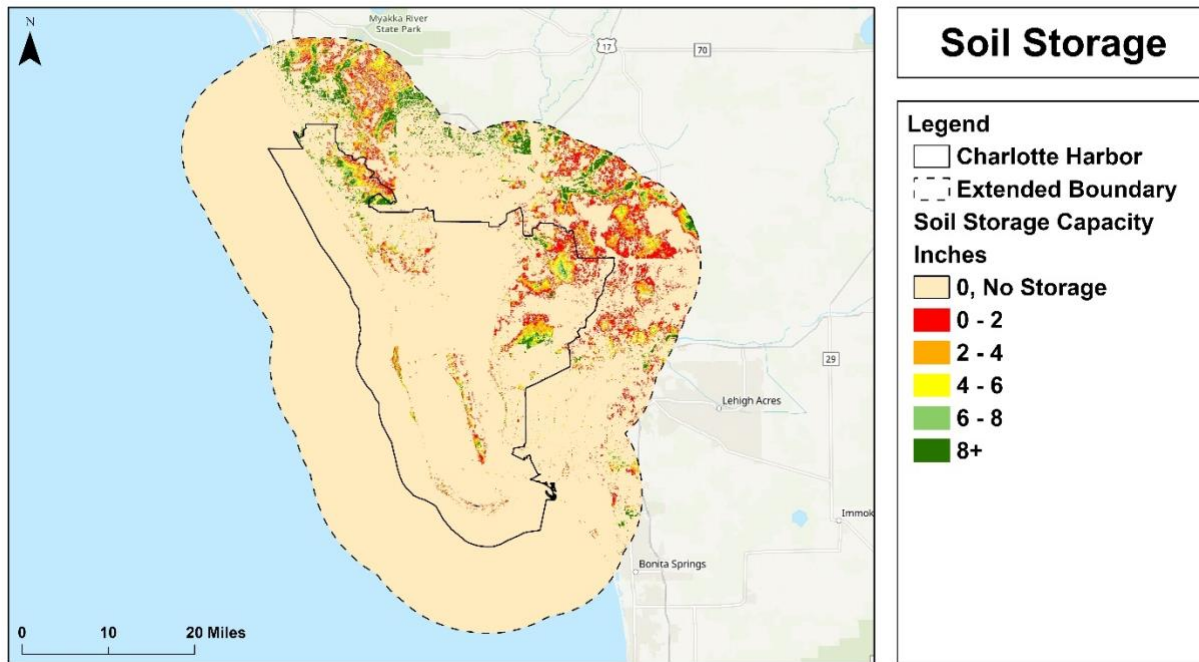 N
Myakka River
State Park
17
70
29
Lehigh Acres
Immok
Bonita Springs
0 10 20 Miles
Soil Storage
Legend
Charlotte Harbor
Extended Boundary
Soil Storage Capacity
Inches
0, No Storage
0 - 2
2 - 4
4 - 6
6 - 8
8+